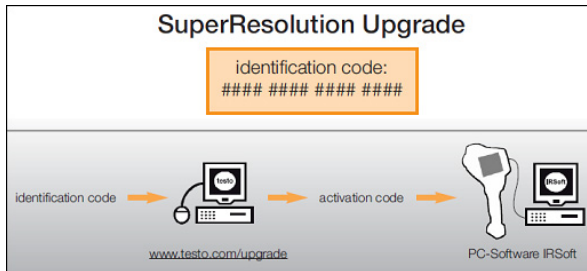 SuperResolution Upgrade
identification code:
#### #### #### ####
identification code
testo
activation code
IRSoft
www.testo.com/upgrade
PC-Software IRSoft